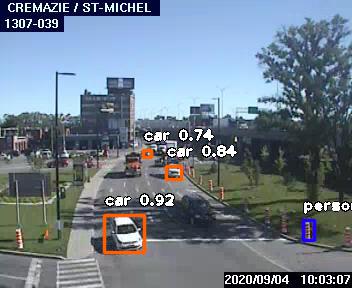 CREMAZIE / ST-MICHEL
1307-039
car 0.74
car 0.84
car 0.92
perso
2020/09/04 10:03:07